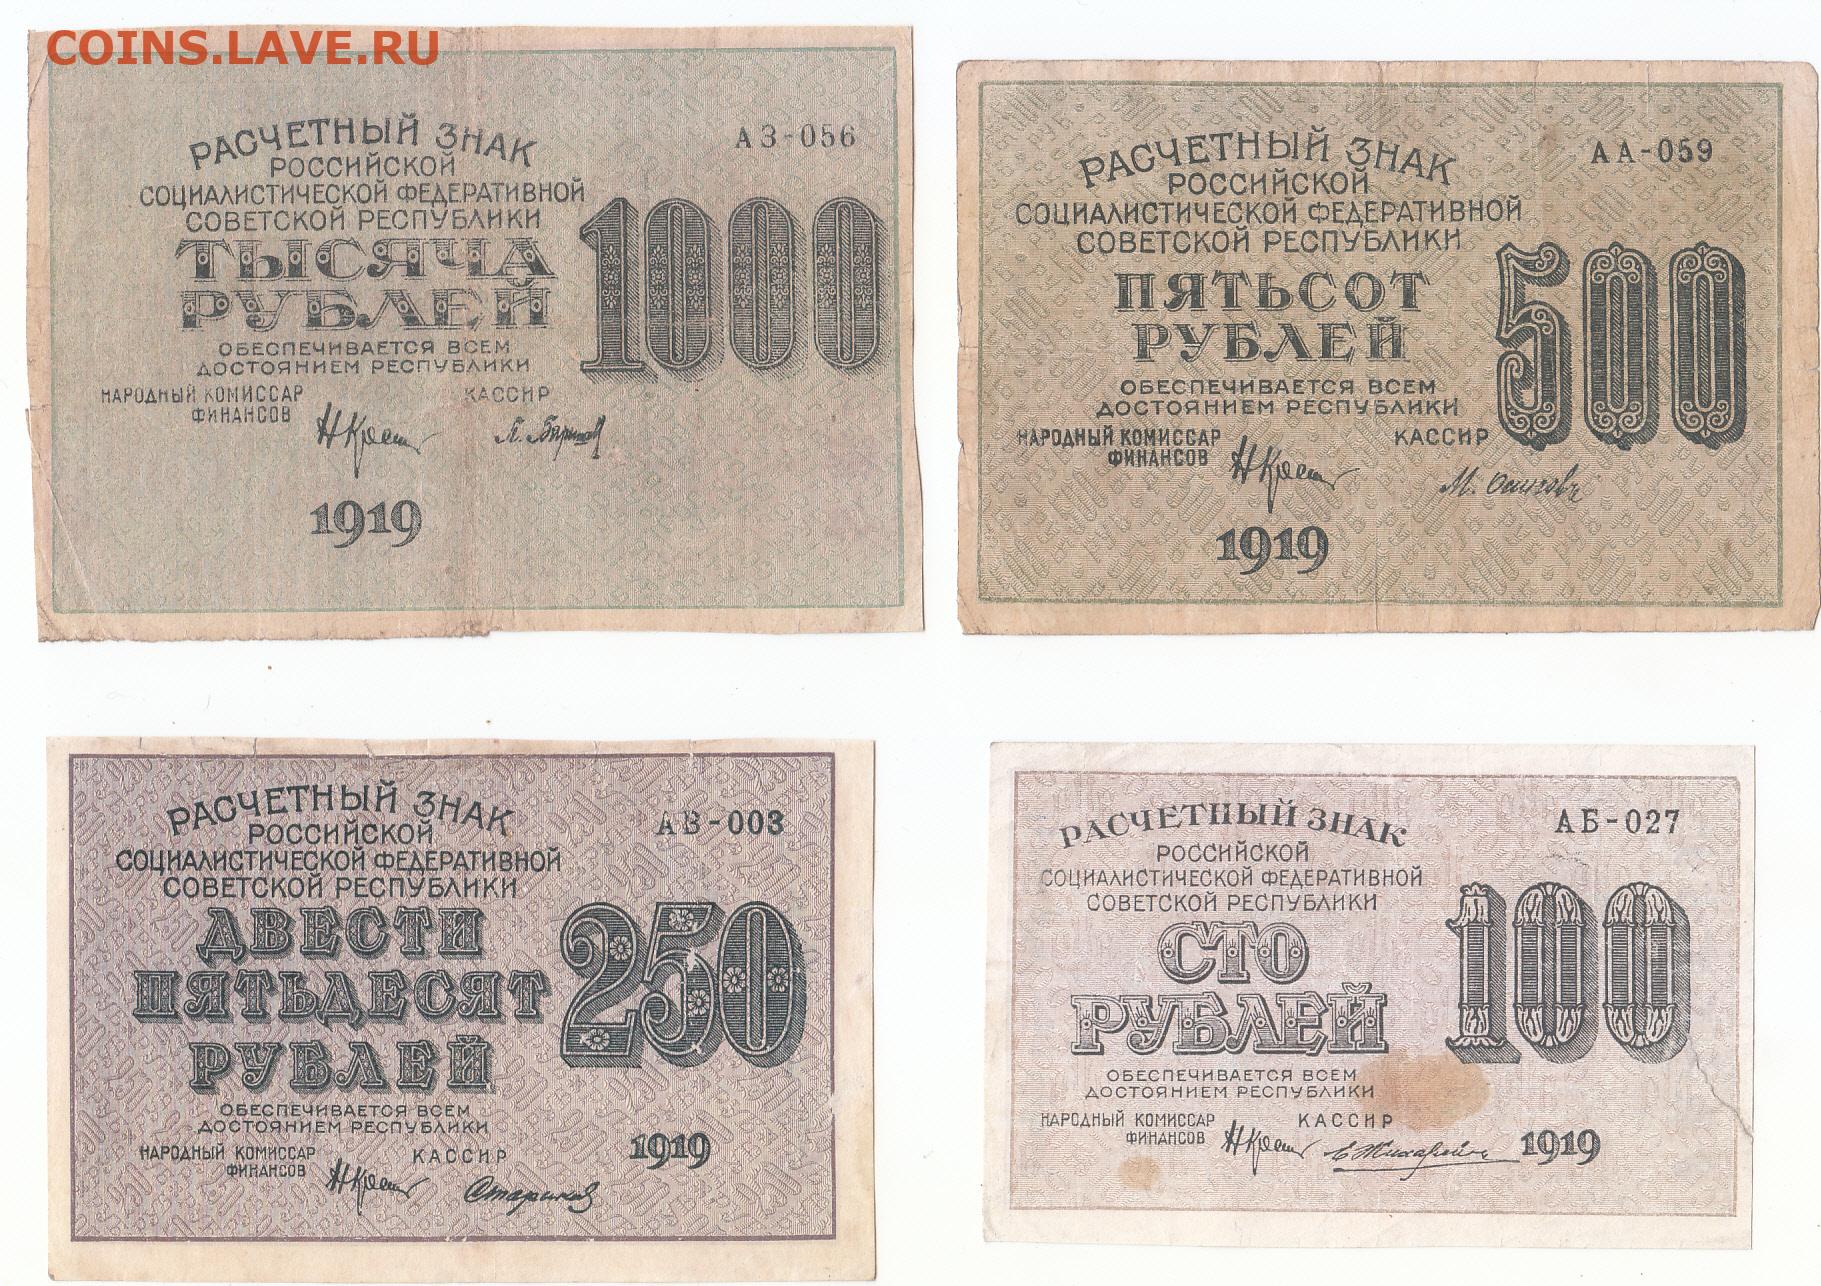 COINS.LAVE.RU
РАСЧЕТНЫЙ ЗНАК
АЗ-056
РОССИЙСКОЙ
СОЦИАЛИСТИЧЕСКОЙ ФЕДЕРАТИВНОЙ
СОВЕТСКОЙ РЕСПУБЛИКИ
ТЫСЯЧА
РУБЛЕЙ
1000
ОБЕСПЕЧИВАЕТСЯ ВСЕМ
ДОСТОЯНИЕМ РЕСПУБЛИКИ
НАРОДНЫЙ КОМИССАР
ФИНАНСОВ
КАССИР
1919
РАСЧЕТНЫЙ ЗНАК
АА-059
РОССИЙСКОЙ
СОЦИАЛИСТИЧЕСКОЙ ФЕДЕРАТИВНОЙ
СОВЕТСКОЙ РЕСПУБЛИКИ
ПЯТЬСОТ
РУБЛЕЙ
500
ОБЕСПЕЧИВАЕТСЯ ВСЕМ
ДОСТОЯНИЕМ РЕСПУБЛИКИ
НАРОДНЫЙ КОМИССАР
ФИНАНСОВ
КАССИР
М. Осиповъ
1919
РАСЧЕТНЫЙ ЗНАК
АВ-003
РОССИЙСКОЙ
СОЦИАЛИСТИЧЕСКОЙ ФЕДЕРАТИВНОЙ
СОВЕТСКОЙ РЕСПУБЛИКИ
ДВЕСТИ
ПЯТЬДЕСЯТ
РУБЛЕЙ
250
ОБЕСПЕЧИВАЕТСЯ ВСЕМ
ДОСТОЯНИЕМ РЕСПУБЛИКИ
НАРОДНЫЙ КОМИССАР
ФИНАНСОВ
КАССИР
1919
РАСЧЕТНЫЙ ЗНАК
АБ-027
РОССИЙСКОЙ
СОЦИАЛИСТИЧЕСКОЙ ФЕДЕРАТИВНОЙ
СОВЕТСКОЙ РЕСПУБЛИКИ
СТО
РУБЛЕЙ
100
ОБЕСПЕЧИВАЕТСЯ ВСЕМ
ДОСТОЯНИЕМ РЕСПУБЛИКИ
НАРОДНЫЙ КОМИССАР
ФИНАНСОВ
КАССИР
1919